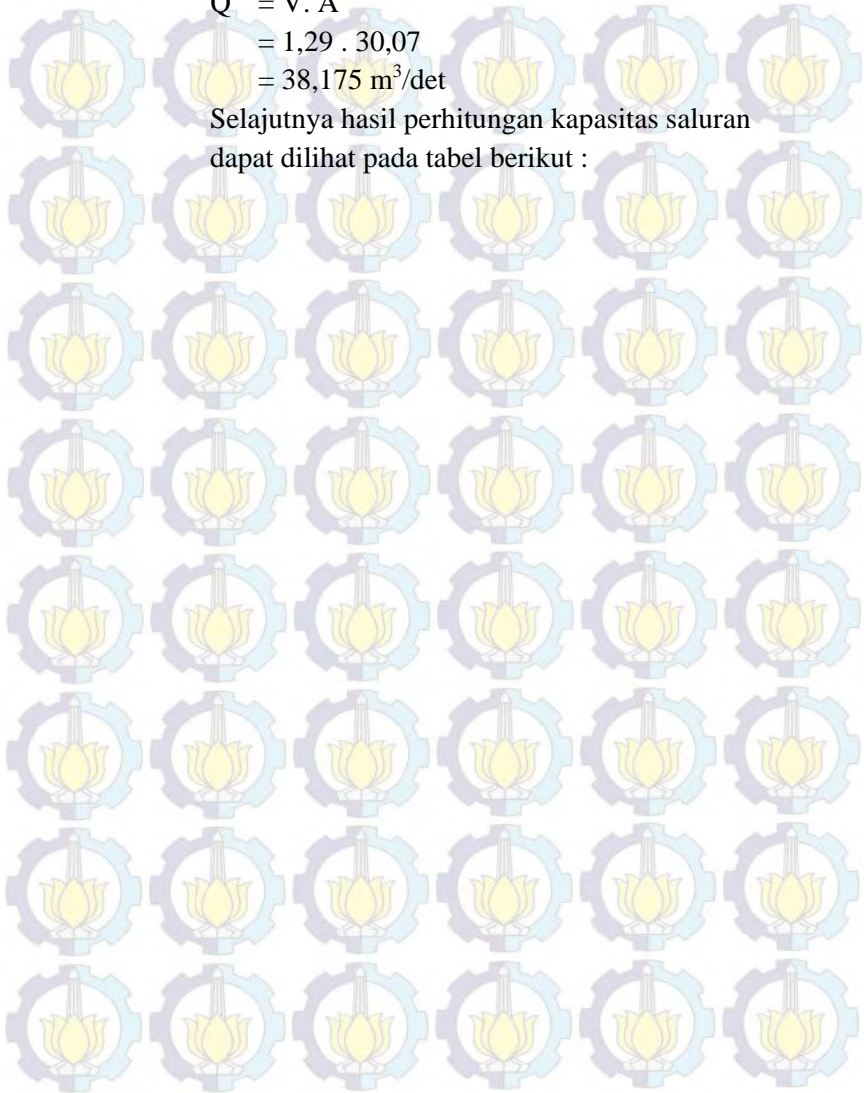 Q = V. A
= 1,29 . 30,07
= 38,175 m³/det
Selajutnya hasil perhitungan kapasitas saluran
dapat dilihat pada tabel berikut :